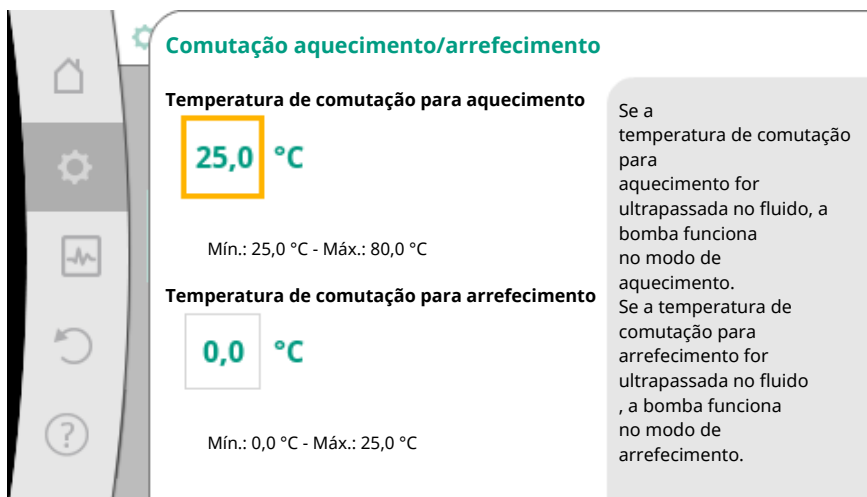 Comutação aquecimento/arrefecimento
Temperatura de comutação para aquecimento
25,0 °C
Mín.: 25,0 °C - Máx.: 80,0 °C
Temperatura de comutação para arrefecimento
0,0 °C
Mín.: 0,0 °C - Máx.: 25,0 °C
Se a
temperatura de comutação
para
aquecimento for
ultrapassada no fluido, a
bomba funciona
no modo de
aquecimento.
Se a temperatura de
comutação para
arrefecimento for
ultrapassada no fluido
, a bomba funciona
no modo de
arrefecimento.
?